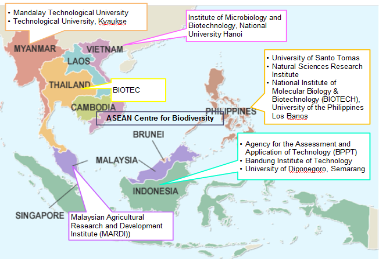 • Mandalay Technological University
• Technological University, Kyaukse
Institute of Microbiology and
Biotechnology, National
University Hanoi
MYANMAR
VIETNAM
LAOS
• University of Santo Tomas
• Natural Sciences Research
Institute
• National Institute of
Molecular Biology &
Biotechnology (BIOTECH),
University of the Philippines
Los Banos
THAILAND
BIOTEC
CAMBODIA
PHILIPPINES
ASEAN Centre for Biodiversity
BRUNEI
• Agency for the Assessment and
Application of Technology (BPPT)
• Bandung Institute of Technology
• University of Diponegoro, Semarang
MALAYSIA
INDONESIA
SINGAPORE
Malaysian Agricultural
Research and Development
Institute (MARDI))